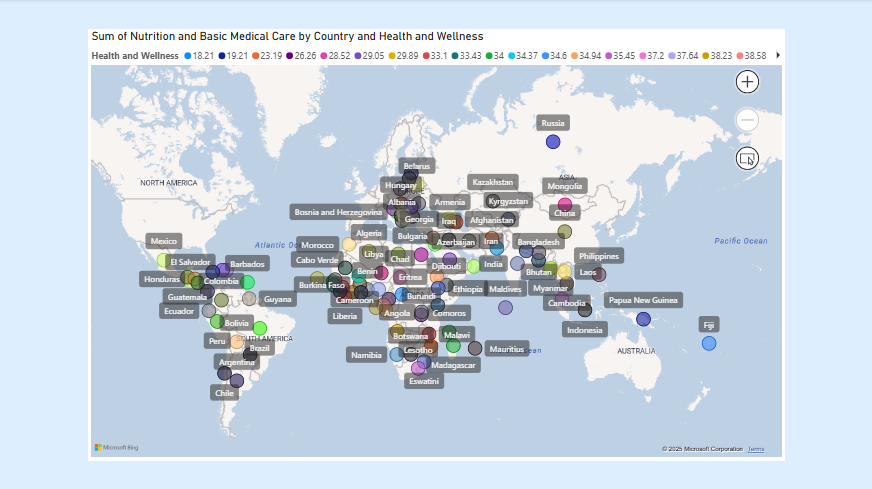 Sum of Nutrition and Basic Medical Care by Country and Health and Wellness
Health and Wellness 18.21 19.21 23.19 26.26 28.52 29.05 29.89 33.1 33.43 34 34.37 34.6 34.94 35.45 37.2 37.64 38.23 38.58
Russia
Belarus
NORTH AMERICA
Hungary
Kazakhstan
ASIA
Mongolia
Albania
Armenia
Kyrgyzstan
Bosnia and Herzegovina
Georgia
Iraq
Afghanistan
China
Algeria
Bulgaria
Mexico
Atlantic Oc
Morocco
Azerbaijan
Iran
Bangladesh
Pacific Ocean
Libya
Chad
El Salvador
Barbados
Cabo Verde
Djibouti
India
Philippines
Honduras
Colombia
Benin
Eritrea
Bhutan
Laos
Burkina Faso
Ethiopia
Maldives
Myanmar
Guatemala
Guyana
Cameroon
Burundi
Cambodia
Papua New Guinea
Ecuador
Liberia
Angola
Comoros
Bolivia
Indonesia
Fiji
Peru
SOUTH AMERICA
Brazil
Botswana
Malawi
Namibia
Lesotho
Mauritius
ean
AUSTRALIA
Argentina
Madagascar
Eswatini
Chile
Microsoft Bing
© 2025 Microsoft Corporation Terms